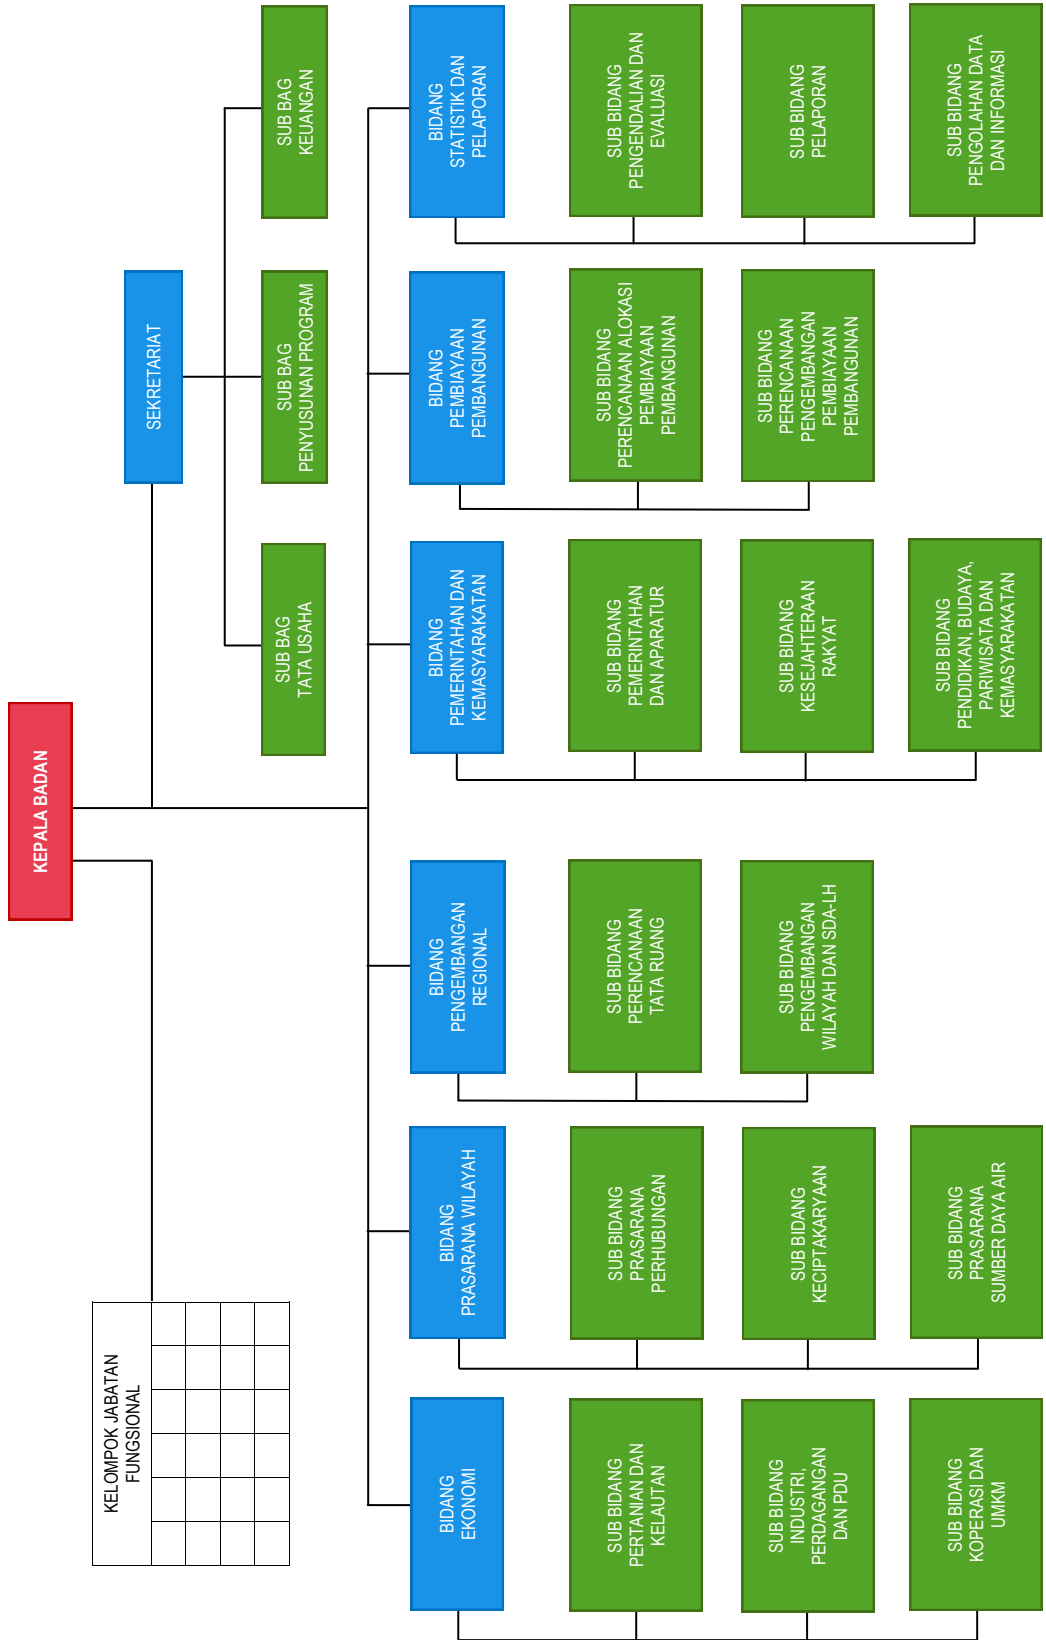 KEPALA BADAN
KELOMPOK JABATAN
FUNGSIONAL
SEKRETARIAT
SUB BAG
TATA USAHA
SUB BAG
PENYUSUNAN PROGRAM
SUB BAG
KEUANGAN
BIDANG
EKONOMI
SUB BIDANG
PERTANIAN DAN
KELAUTAN
SUB BIDANG
INDUSTRI,
PERDAGANGAN
DAN PDU
SUB BIDANG
KOPERASI DAN
UMKM
BIDANG
PRASARANA WILAYAH
SUB BIDANG
PRASARANA
PERHUBUNGAN
SUB BIDANG
KECIPTAKARYAAN
SUB BIDANG
PRASARANA
SUMBER DAYA AIR
BIDANG
PENGEMBANGAN
REGIONAL
SUB BIDANG
PERENCANAAN
TATA RUANG
SUB BIDANG
PENGEMBANGAN
WILAYAH DAN SDA-LH
BIDANG
PEMERINTAHAN DAN
KEMASYARAKATAN
SUB BIDANG
PEMERINTAHAN
DAN APARATUR
SUB BIDANG
KESEJAHTERAAN
RAKYAT
SUB BIDANG
PENDIDIKAN, BUDAYA,
PARIWISATA DAN
KEMASYARAKATAN
BIDANG
PEMBIAYAAN
PEMBANGUNAN
SUB BIDANG
PERENCANAAN ALOKASI
PEMBIAYAAN
PEMBANGUNAN
SUB BIDANG
PERENCANAAN
PENGEMBANGAN
PEMBIAYAAN
PEMBANGUNAN
BIDANG
STATISTIK DAN
PELAPORAN
SUB BIDANG
PENGENDALIAN DAN
EVALUASI
SUB BIDANG
PELAPORAN
SUB BIDANG
PENGOLAHAN DATA
DAN INFORMASI